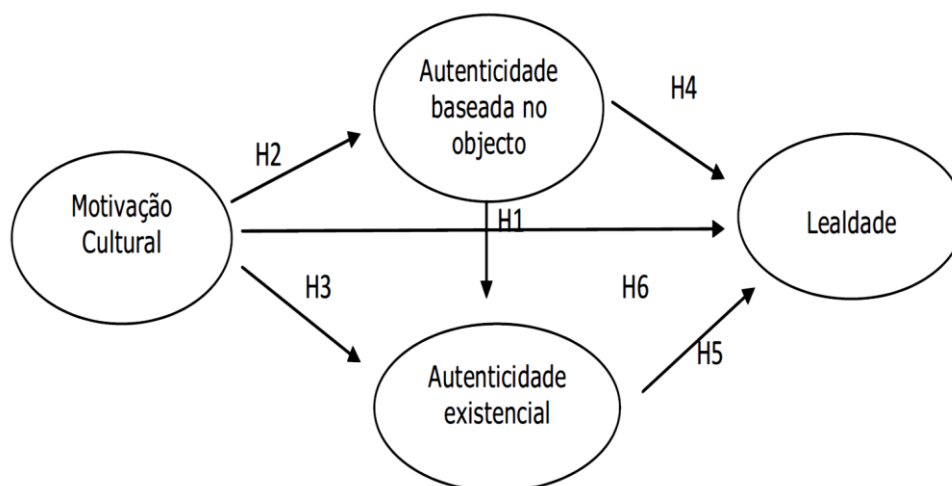 Autenticidade
baseada no
objecto
H4
H2
Motivação
Cultural
H1
Lealdade
H3
H6
H5
Autenticidade
existencial